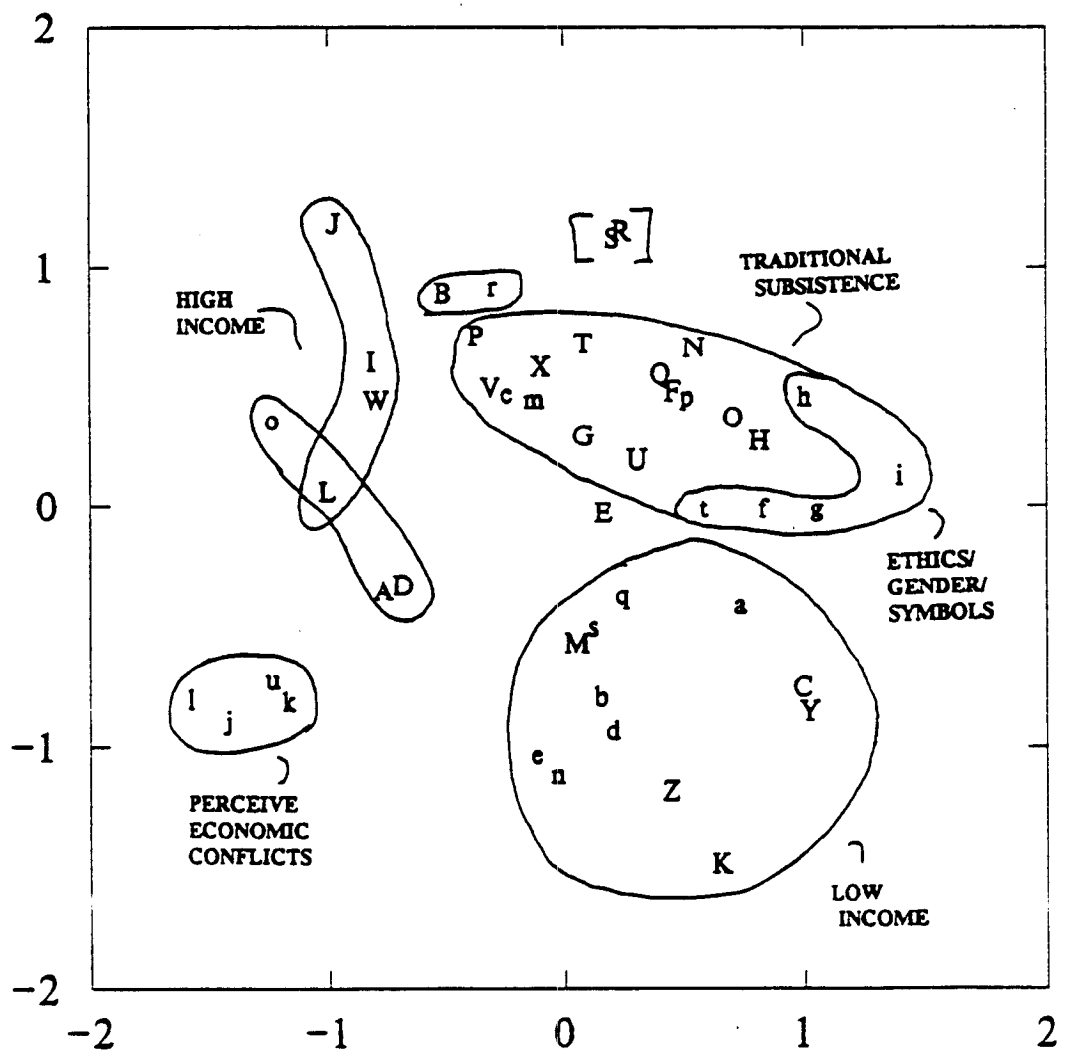 2
J
[SR]
1
TRADITIONAL
SUBSISTENCE
B r
HIGH
INCOME
P T N
I X Q
W V c m F p h
o O
G H
U i
L
0
E t f g
A D
ETHICS/
GENDER/
SYMBOLS
q a
M s
l u k
j
b C
Y
d
-1
e n
Z
PERCEIVE
ECONOMIC
CONFLICTS
K
LOW
INCOME
-2
-2 -1 0 1 2